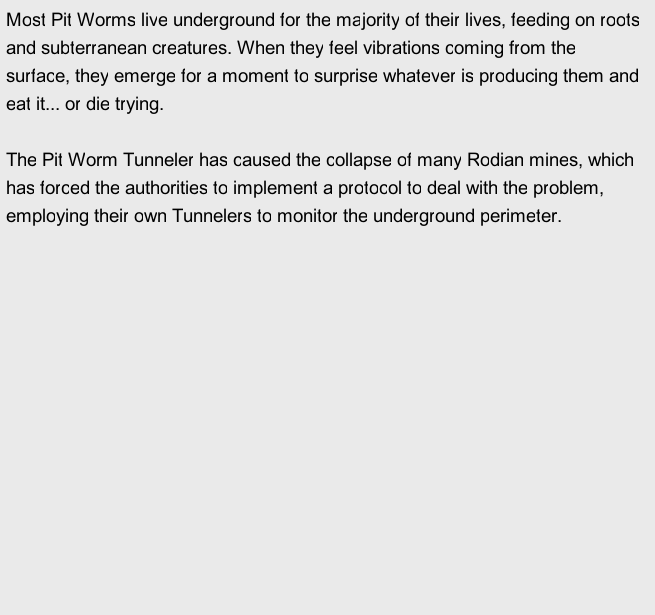 Most Pit Worms live underground for the majority of their lives, feeding on roots
and subterranean creatures. When they feel vibrations coming from the
surface, they emerge for a moment to surprise whatever is producing them and
eat it... or die trying.
The Pit Worm Tunneler has caused the collapse of many Rodian mines, which
has forced the authorities to implement a protocol to deal with the problem,
employing their own Tunnelers to monitor the underground perimeter.